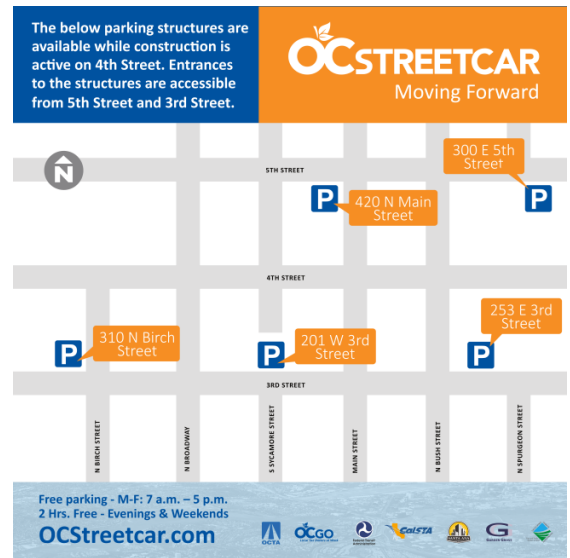 The below parking structures are
available while construction is
active on 4th Street. Entrances
to the structures are accessible
from 5th Street and 3rd Street.
OCSTREETCAR
Moving Forward
300 E 5th
Street
N
5TH STREET
P
P
420 N Main
Street
4TH STREET
253 E 3rd
Street
310 N Birch
Street
201 W 3rd
Street
P
P
P
3RD STREET
N BIRCH STREET
N BROADWAY
S SYCAMORE STREET
MAIN STREET
N BUSH STREET
N SPURGEON STREET
Free parking - M-F: 7 a.m. – 5 p.m.
2 Hrs. Free - Evenings & Weekends
OCStreetcar.com
OCTA
OCGO
CalSTA
G